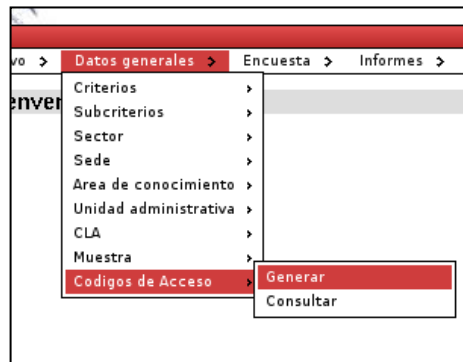 vo > Datos generales > Encuesta > Informes >
enver
Criterios >
Subcriterios >
Sector >
Sede >
Area de conocimiento >
Unidad administrativa >
CLA >
Muestra >
Codigos de Acceso >
Generar
Consultar